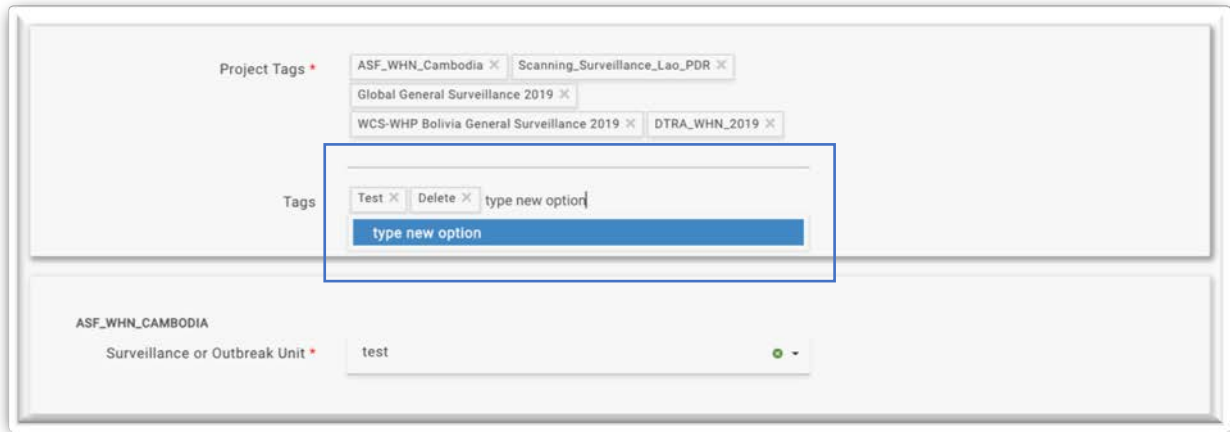 Project Tags * ASF_WHN_Cambodia × Scanning_Surveillance_Lao_PDR ×
Global General Surveillance 2019 ×
WCS-WHP Bolivia General Surveillance 2019 × DTRA_WHN_2019 ×
Tags Test × Delete × type new option
type new option
ASF_WHN_CAMBODIA
Surveillance or Outbreak Unit * test